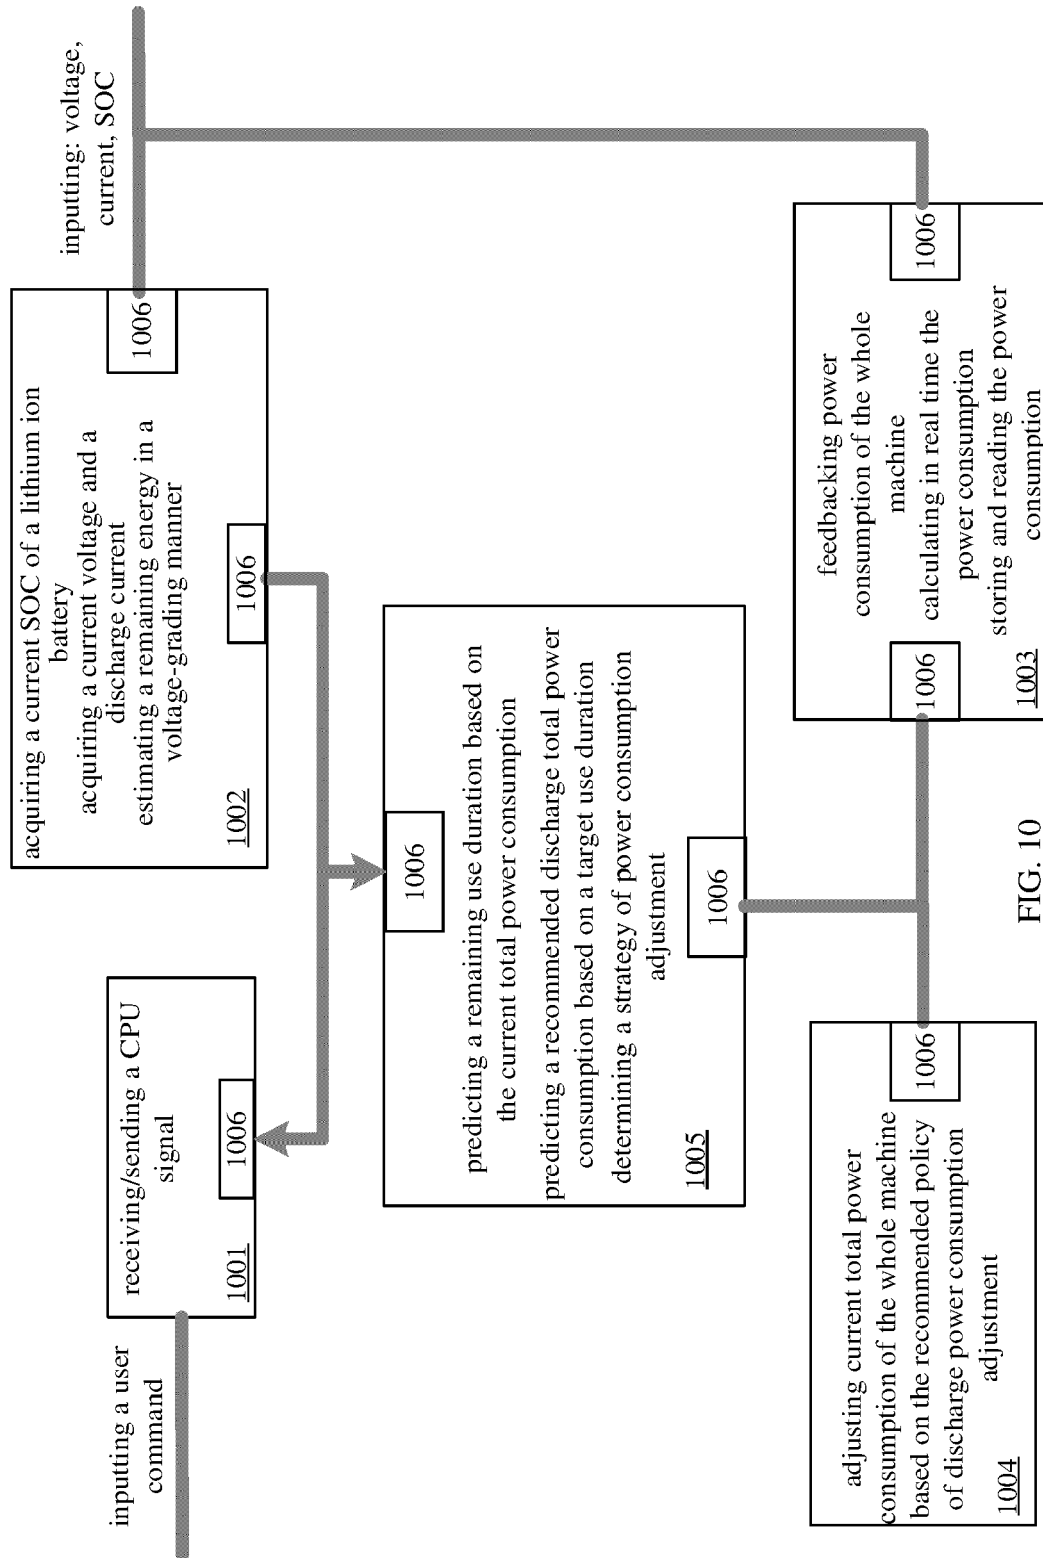 inputting a user
command
receiving/sending a CPU
signal
1006
1001
acquiring a current SOC of a lithium ion
battery
acquiring a current voltage and a
discharge current
estimating a remaining energy in a
voltage-grading manner
1006
1006
1002
inputting: voltage,
current, SOC
1006
predicting a remaining use duration based on
the current total power consumption
predicting a recommended discharge total power
consumption based on a target use duration
determining a strategy of power consumption
adjustment
1006
1005
adjusting current total power
consumption of the whole machine
based on the recommended policy
of discharge power consumption
adjustment
1006
1004
feedbacking power
consumption of the whole
machine
calculating in real time the
power consumption
storing and reading the power
consumption
1006
1006
1003
FIG. 10